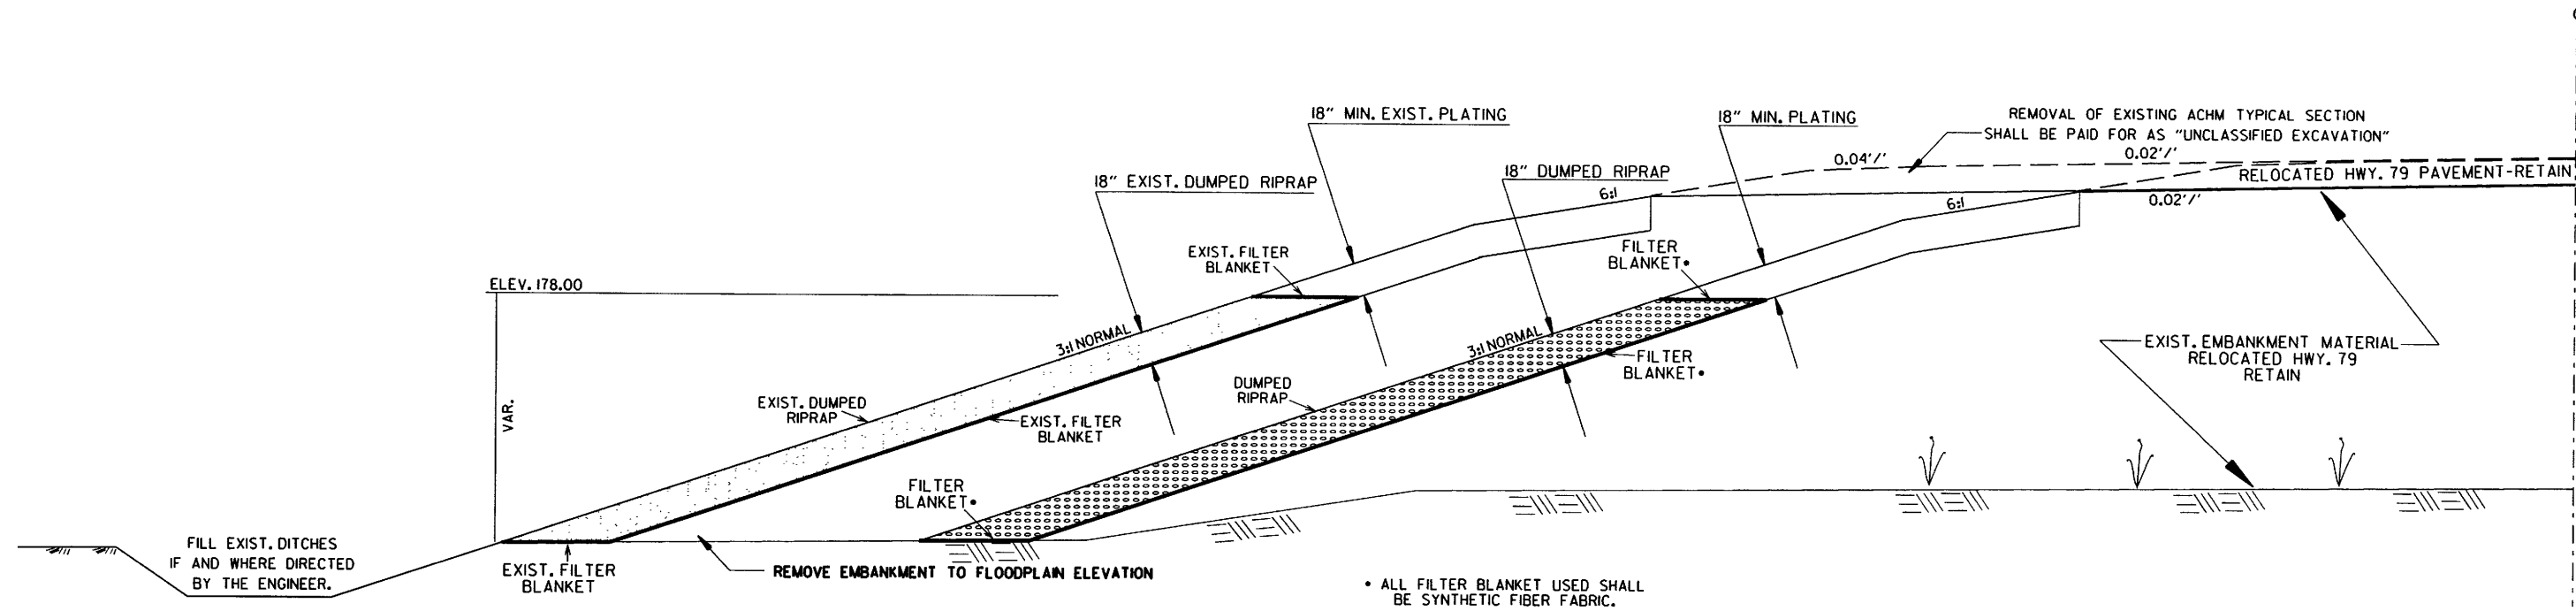 18" MIN. EXIST. PLATING
18" MIN. PLATING
REMOVAL OF EXISTING ACHM TYPICAL SECTION
SHALL BE PAID FOR AS "UNCLASSIFIED EXCAVATION"
0.04'/'
0.02'/'
18" EXIST. DUMPED RIPRAP
18" DUMPED RIPRAP
RELOCATED HWY. 79 PAVEMENT-RETAIN
6:1
6:1
0.02'/'
EXIST. FILTER
BLANKET
FILTER
BLANKET•
ELEV. 178.00
3:1 NORMAL
3:1 NORMAL
EXIST. EMBANKMENT MATERIAL
RELOCATED HWY. 79
RETAIN
FILTER
BLANKET•
DUMPED
RIPRAP
EXIST. DUMPED
RIPRAP
VAR.
EXIST. FILTER
BLANKET
FILTER
BLANKET•
FILL EXIST. DITCHES
IF AND WHERE DIRECTED
BY THE ENGINEER.
EXIST. FILTER
BLANKET
REMOVE EMBANKMENT TO FLOODPLAIN ELEVATION
• ALL FILTER BLANKET USED SHALL
BE SYNTHETIC FIBER FABRIC.